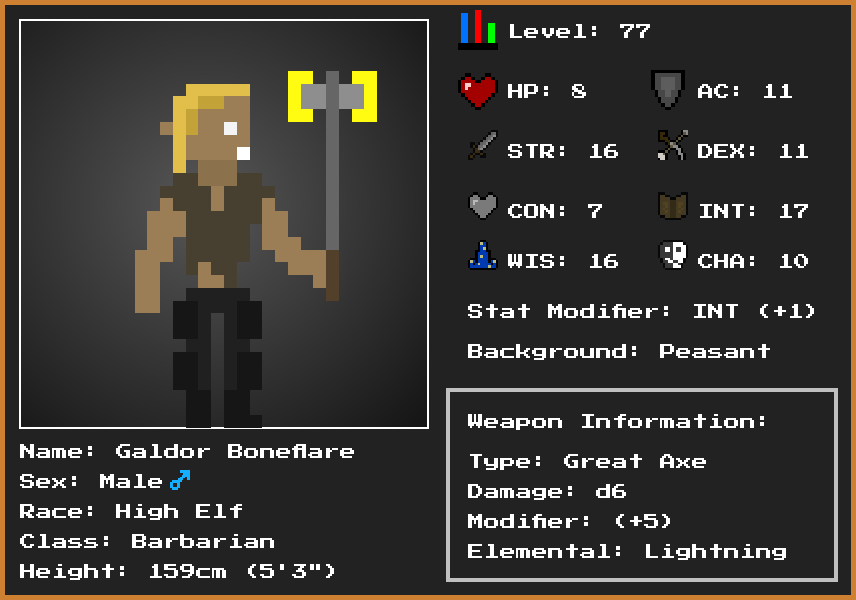 Level: 77
HP: 8 AC: 11
STR: 16 DEX: 11
CON: 7 INT: 17
WIS: 16 CHA: 10
Stat Modifier: INT (+1)
Background: Peasant
Weapon Information:
Type: Great Axe
Damage: d6
Modifier: (+5)
Elemental: Lightning
Name: Galdor Boneflare
Sex: Male♂
Race: High Elf
Class: Barbarian
Height: 159cm (5'3")